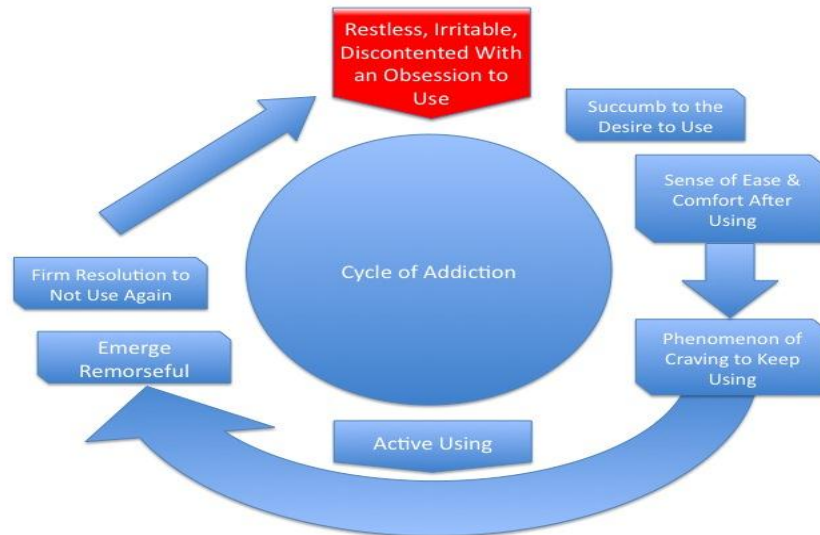 Restless, Irritable,
Discontented With
an Obsession to
Use
Succumb to the
Desire to Use
Sense of Ease &
Comfort After
Using
Phenomenon of
Craving to Keep
Using
Active Using
Emerge
Remorseful
Firm Resolution to
Not Use Again
Cycle of Addiction